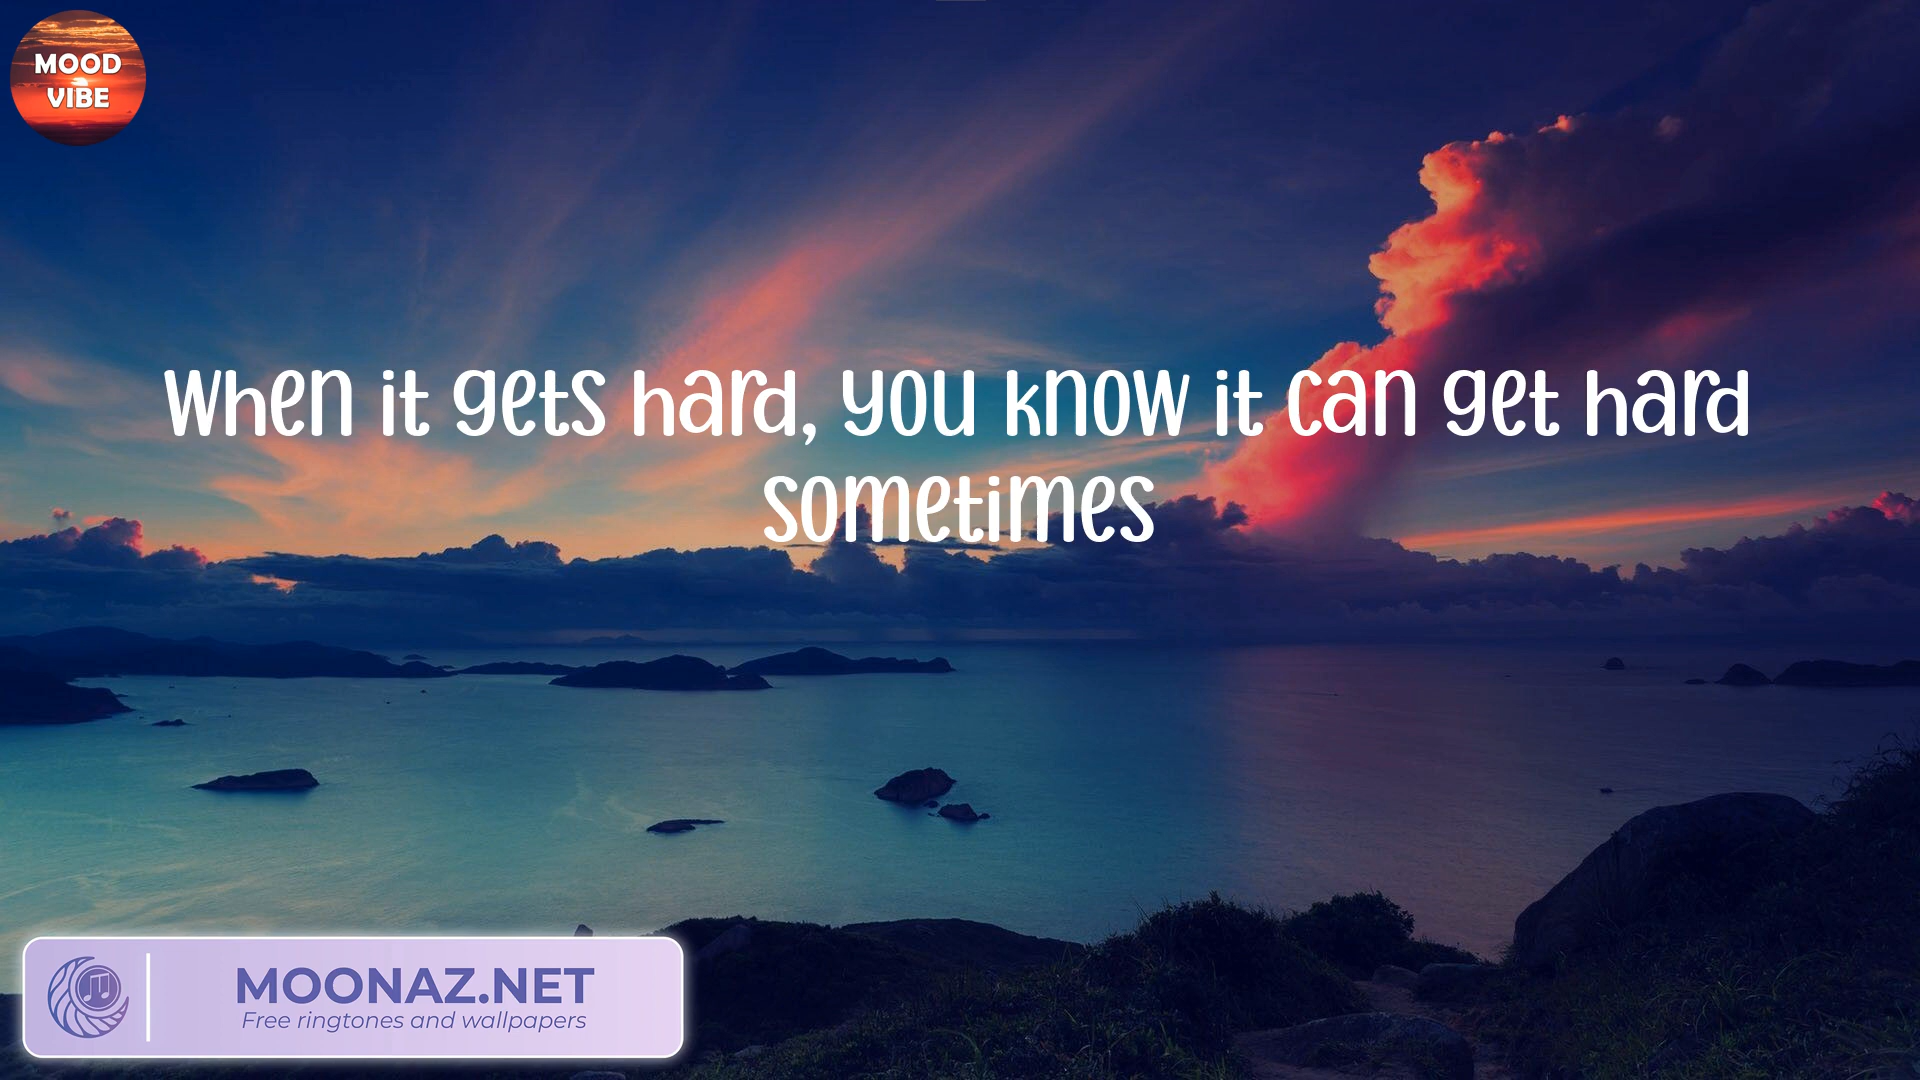 MOOD
VIBE
When it gets hard, you know it can get hard
sometimes
MOONAZ.NET
Free ringtones and wallpapers